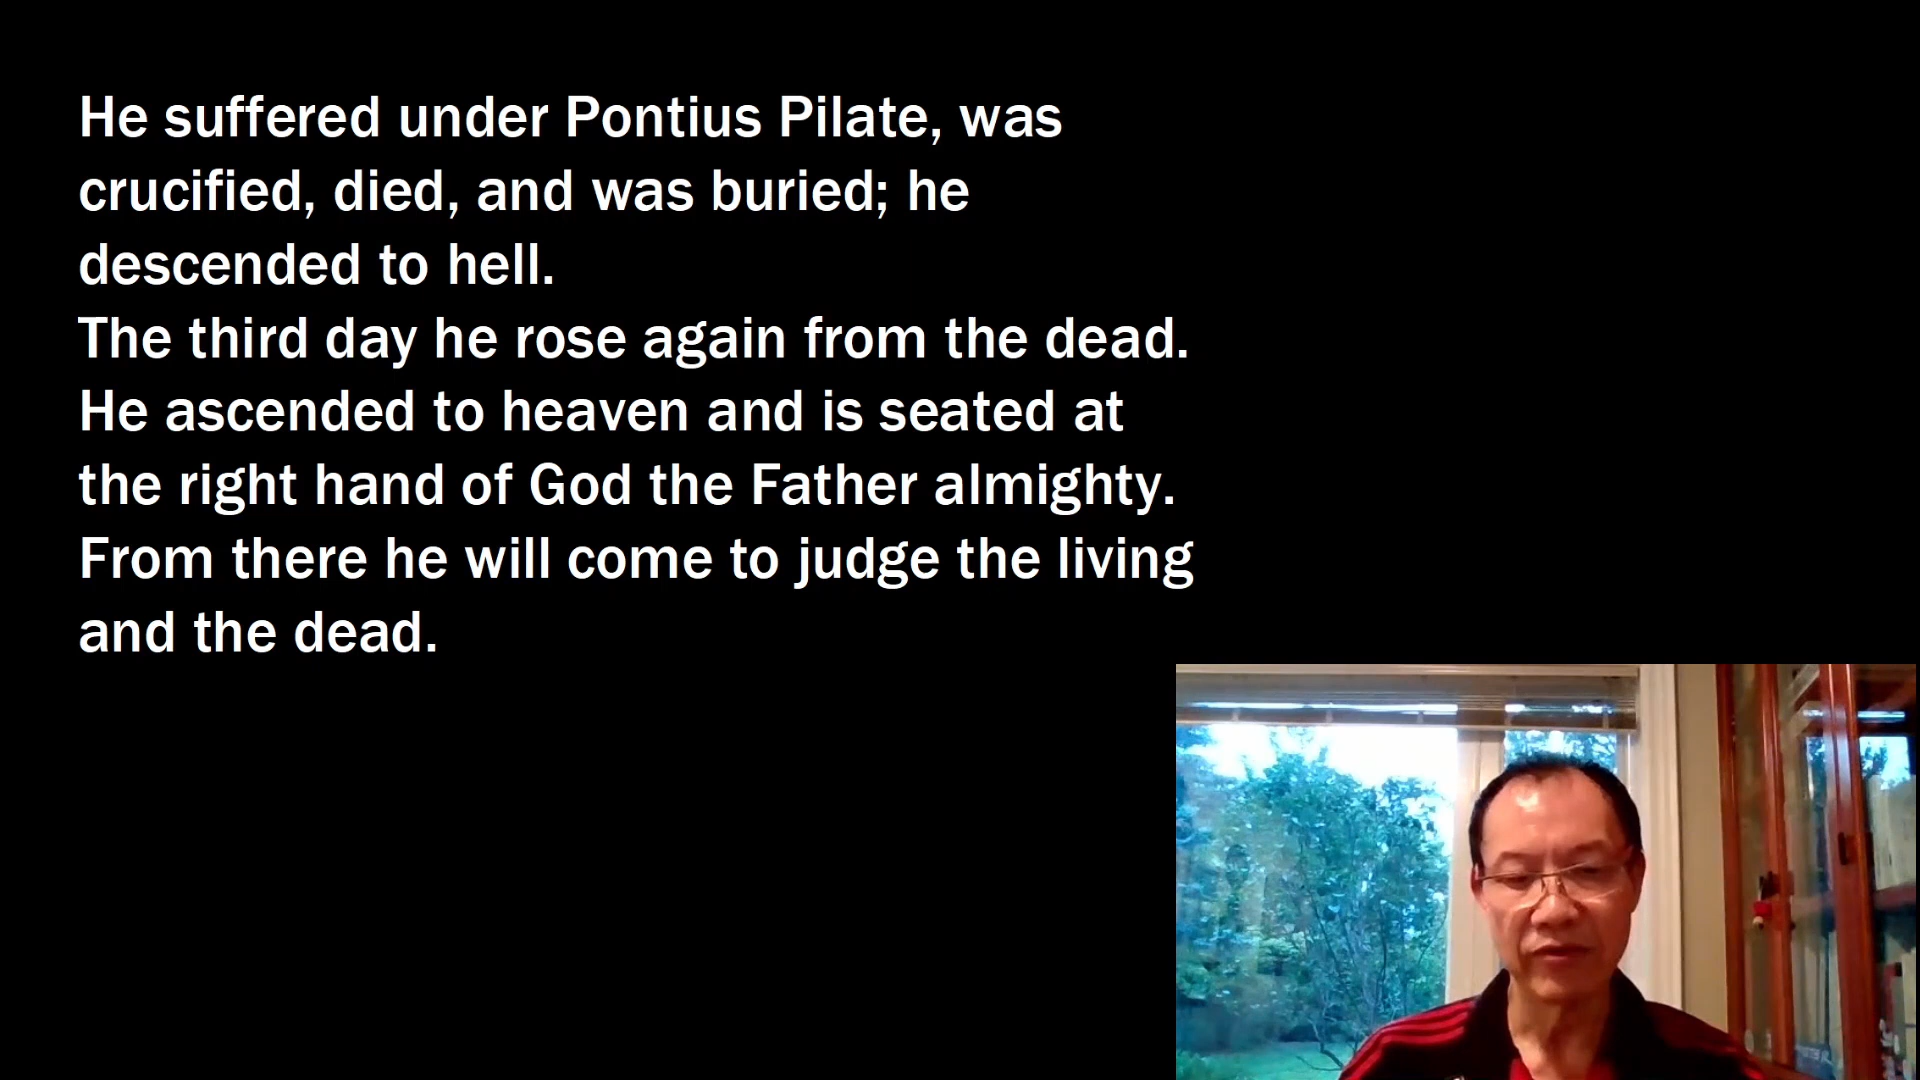 He suffered under Pontius Pilate, was
crucified, died, and was buried; he
descended to hell.
The third day he rose again from the dead.
He ascended to heaven and is seated at
the right hand of God the Father almighty.
From there he will come to judge the living
and the dead.